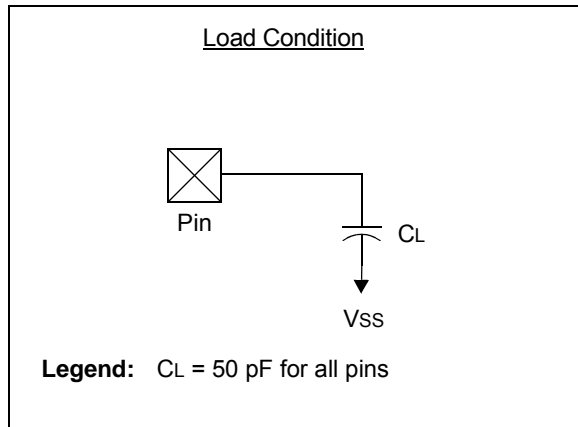 Load Condition
Pin
CL
VSS
Legend: CL = 50 pF for all pins